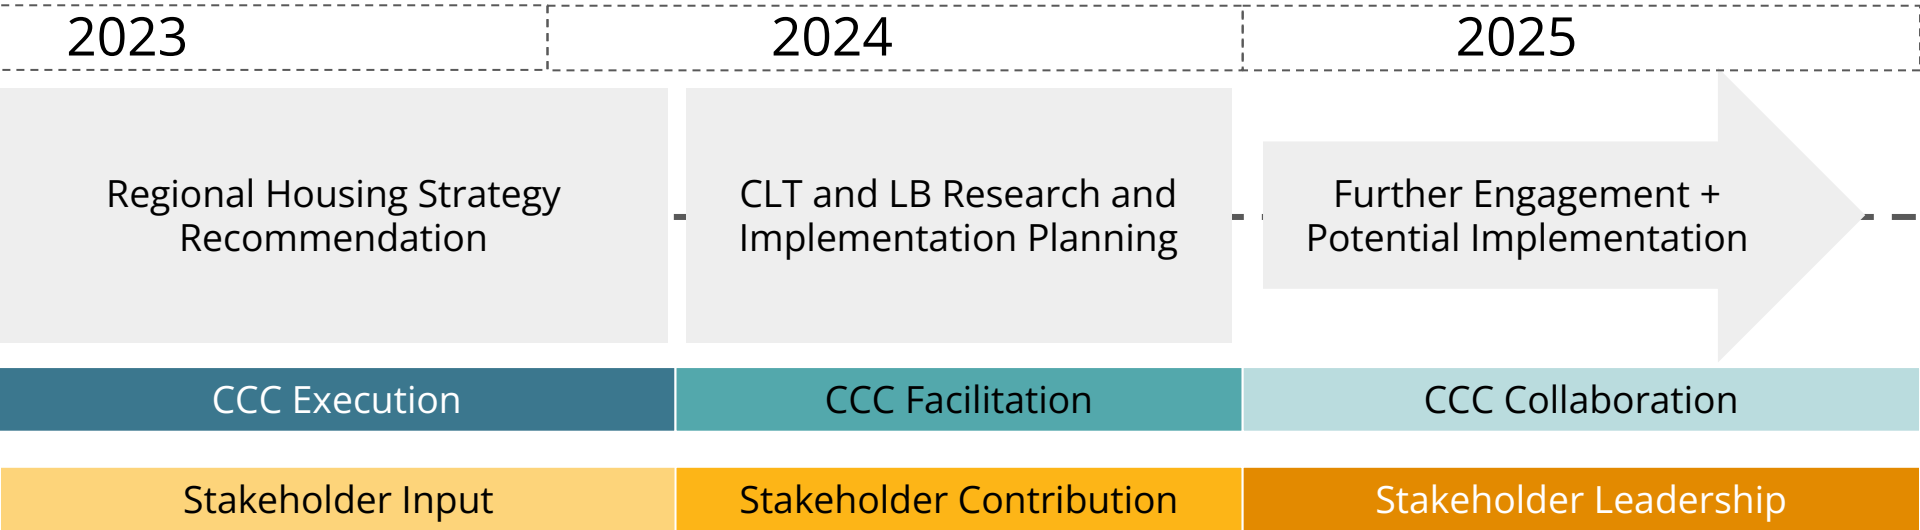 2023
2024
2025
Regional Housing Strategy
Recommendation
CLT and LB Research and
Implementation Planning
Further Engagement +
Potential Implementation
CCC Execution
CCC Facilitation
CCC Collaboration
Stakeholder Input
Stakeholder Contribution
Stakeholder Leadership